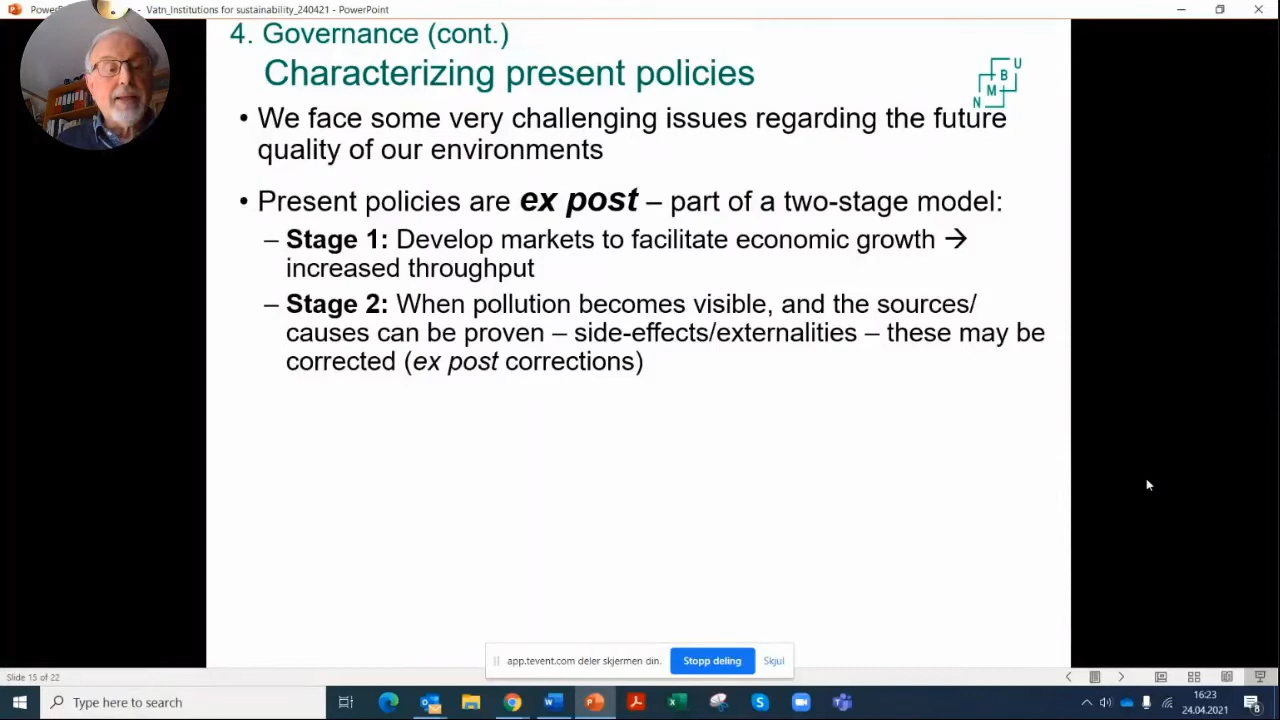 PowerPoint
- Vatn_Institutions for sustainability_240421 - PowerPoint
4. Governance (cont.)
Characterizing present policies
U
B
M
N
• We face some very challenging issues regarding the future
quality of our environments
• Present policies are ex post – part of a two-stage model:
– Stage 1: Develop markets to facilitate economic growth →
increased throughput
– Stage 2: When pollution becomes visible, and the sources/
causes can be proven – side-effects/externalities – these may be
corrected (ex post corrections)
app.tevent.com deler skjermen din.
Stopp deling
Skjul
Slide 15 of 22
Type here to search
16:23
24.04.2021
8